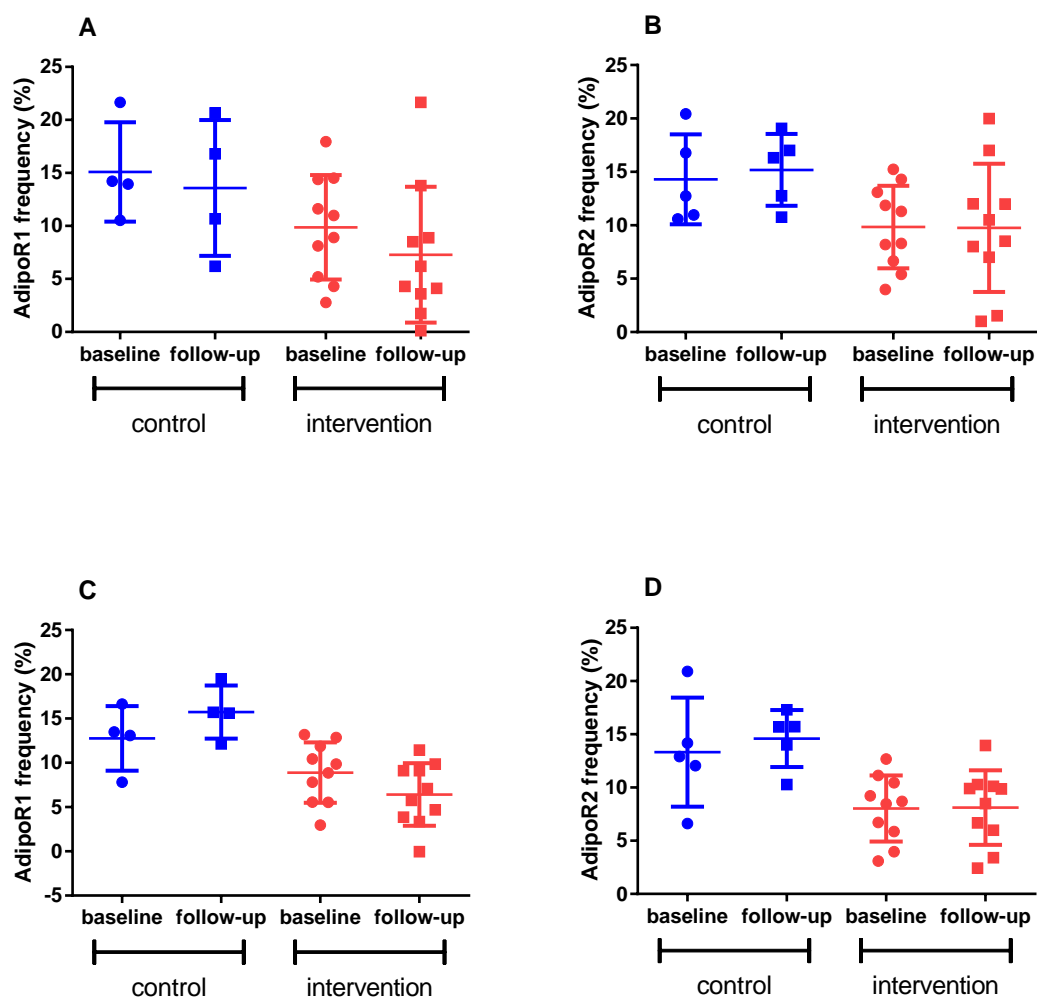 A
AdipoR1 frequency (%)
25
20
15
10
5
0
baseline follow-up baseline follow-up
control intervention
B
AdipoR2 frequency (%)
25
20
15
10
5
0
baseline follow-up baseline follow-up
control intervention
C
AdipoR1 frequency (%)
25
20
15
10
5
0
-5
baseline follow-up baseline follow-up
control intervention
D
AdipoR2 frequency (%)
25
20
15
10
5
0
baseline follow-up baseline follow-up
control intervention